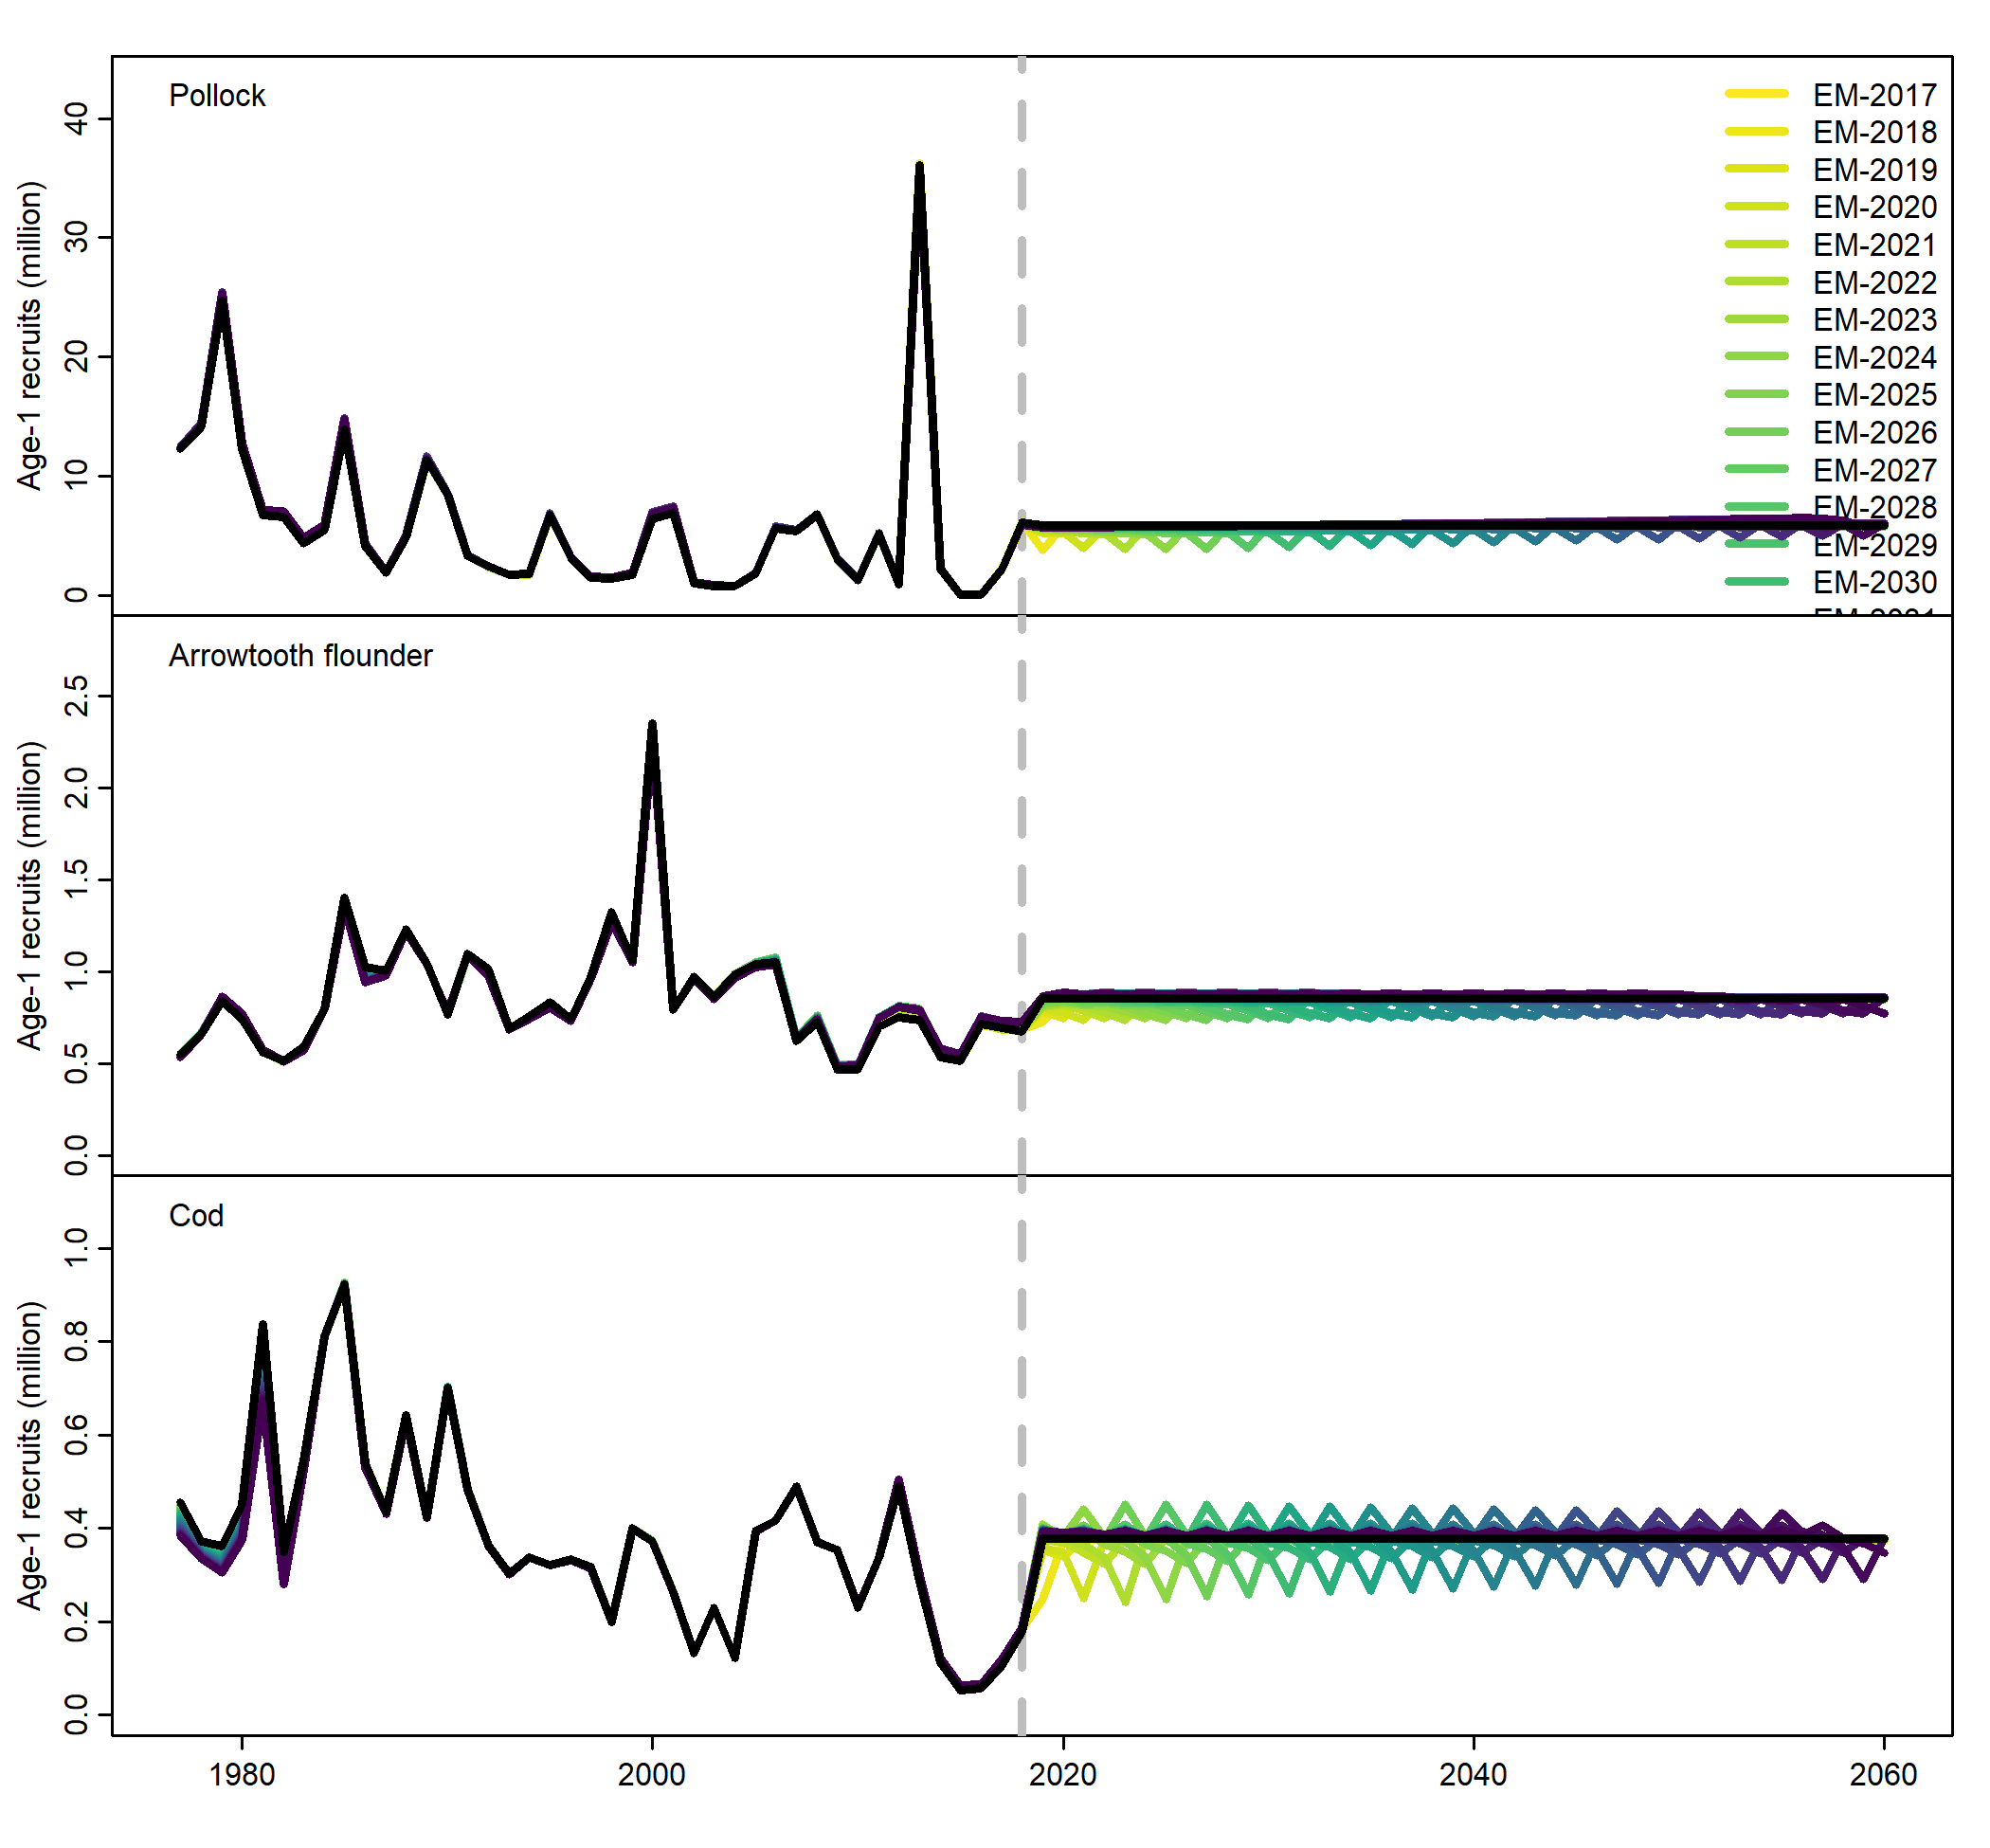 Pollock
Age-1 recruits (million)
0
10
20
30
40
EM-2017
EM-2018
EM-2019
EM-2020
EM-2021
EM-2022
EM-2023
EM-2024
EM-2025
EM-2026
EM-2027
EM-2028
EM-2029
EM-2030
Arrowtooth flounder
Age-1 recruits (million)
0.0
0.5
1.0
1.5
2.0
2.5
Cod
Age-1 recruits (million)
0.0
0.2
0.4
0.6
0.8
1.0
1980
2000
2020
2040
2060